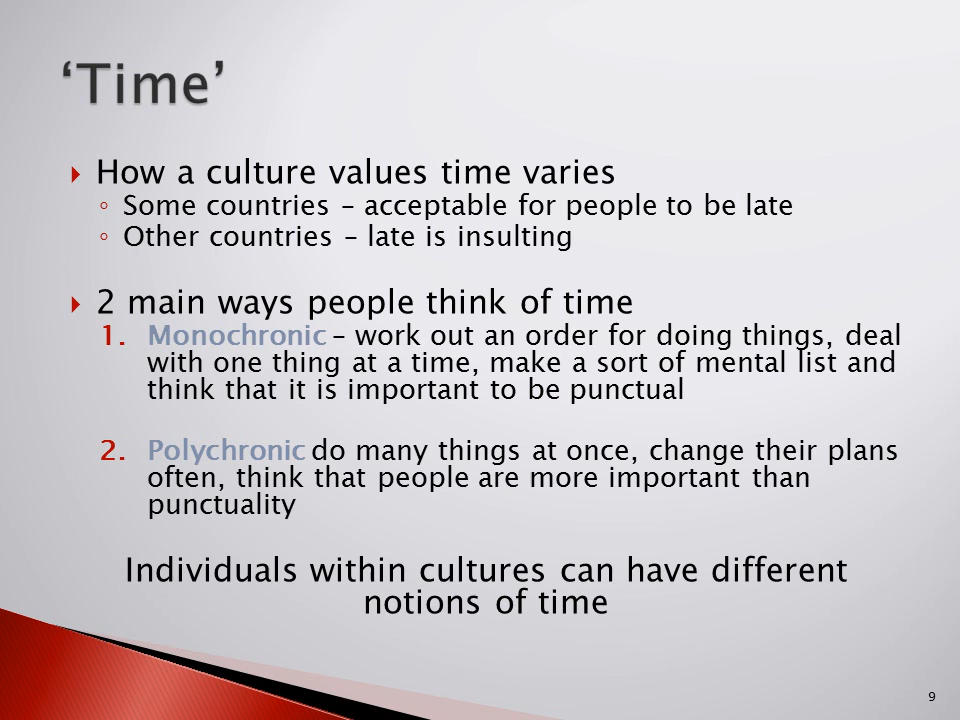 ‘Time’
How a culture values time varies
Some countries – acceptable for people to be late
Other countries – late is insulting
2 main ways people think of time
1. Monochronic – work out an order for doing things, deal
with one thing at a time, make a sort of mental list and
think that it is important to be punctual
2. Polychronic do many things at once, change their plans
often, think that people are more important than
punctuality
Individuals within cultures can have different
notions of time
9